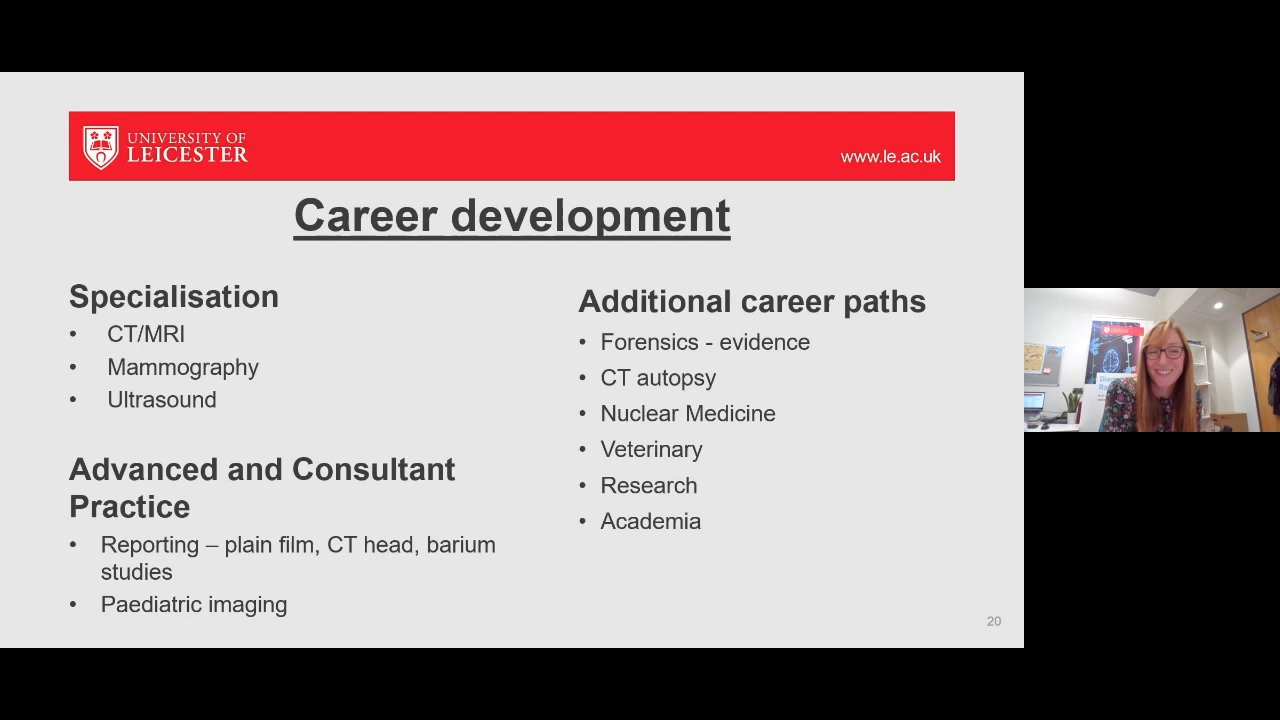 UNIVERSITY OF
LEICESTER
www.le.ac.uk
Career development
Specialisation
• CT/MRI
• Mammography
• Ultrasound
Advanced and Consultant
Practice
• Reporting – plain film, CT head, barium
studies
• Paediatric imaging
Additional career paths
• Forensics - evidence
• CT autopsy
• Nuclear Medicine
• Veterinary
• Research
• Academia
20